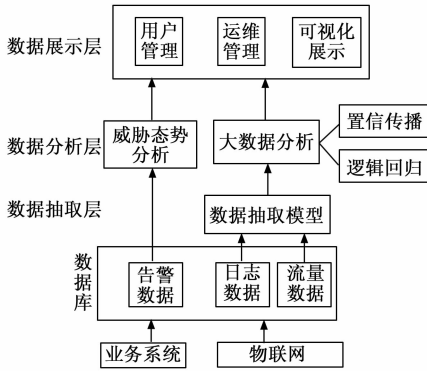 数据展示层
用户
管理
运维
管理
可视化
展示
数据分析层
威胁态势
分析
大数据分析
置信传播
逻辑回归
数据抽取层
数据抽取模型
数据库
告警
数据
日志
数据
流量
数据
业务系统
物联网